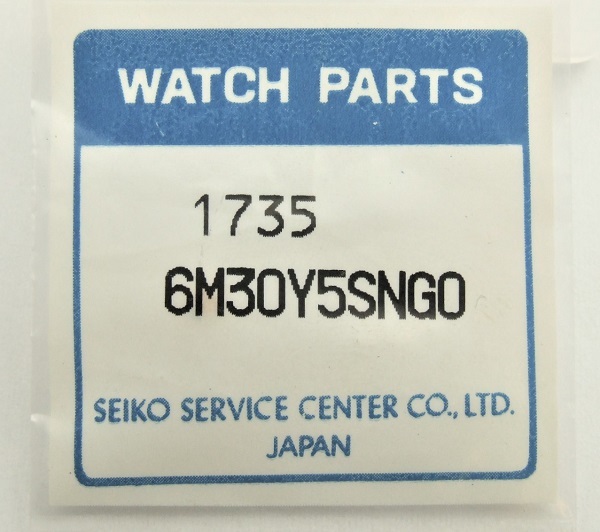 WATCH PARTS
1735
6M30Y5SNG0
SEIKO SERVICE CENTER CO., LTD.
JAPAN